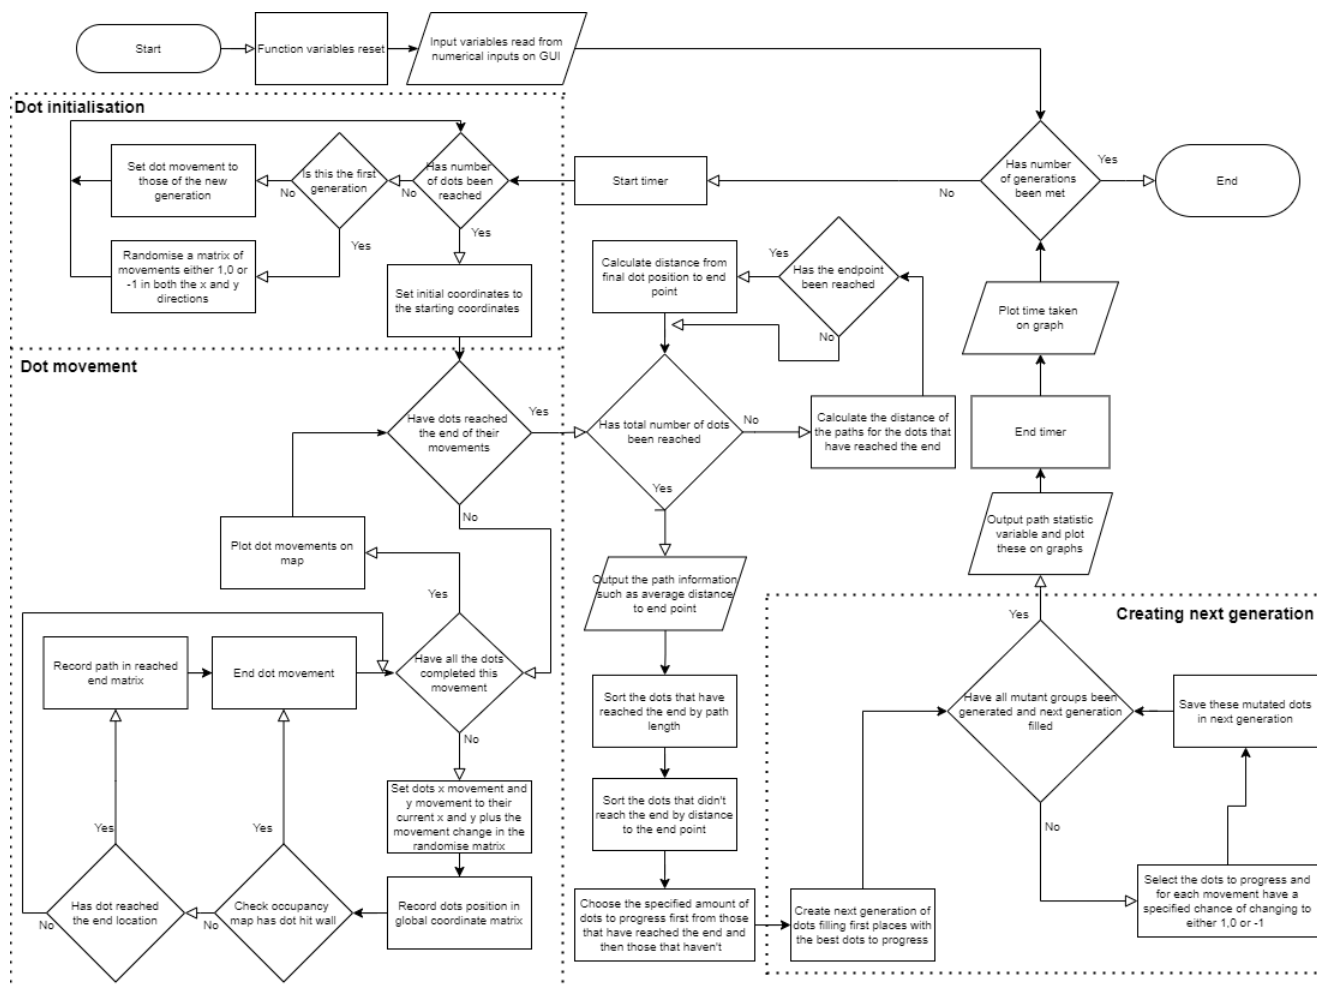 Start
Function variables reset
Input variables read from
numerical inputs on GUI
Dot initialisation
Has number
of generations
been met
Yes
No
End
Start timer
Has number
of dots been
reached
No
Yes
Is this the first
generation
No
Yes
Set dot movement to
those of the new
generation
Randomise a matrix of
movements either 1,0 or
-1 in both the x and y
directions
Set initial coordinates to
the starting coordinates
Dot movement
Have dots reached
the end of their
movements
Yes
No
Plot dot movements on
map
Yes
Have all the dots
completed this
movement
No
Record path in reached
end matrix
End dot movement
Set dots x movement and
y movement to their
current x and y plus the
movement change in the
randomise matrix
Record dots position in
global coordinate matrix
Yes
Check occupancy
map has dot hit wall
No
Yes
Has dot reached
the end location
No
Calculate distance from
final dot position to end
point
Yes
Has the endpoint
been reached
No
Has total number of dots
been reached
No
Yes
Calculate the distance of
the paths for the dots that
have reached the end
Output the path information
such as average distance
to end point
Sort the dots that have
reached the end by path
length
Sort the dots that didn't
reach the end by distance
to the end point
Choose the specified amount of
dots to progress first from those
that have reached the end and
then those that haven't
Plot time taken
on graph
End timer
Output path statistic
variable and plot
these on graphs
Creating next generation
Yes
Have all mutant groups been
generated and next generation
filled
No
Save these mutated dots
in next generation
Create next generation of
dots filling first places with
the best dots to progress
Select the dots to progress and
for each movement have a
specified chance of changing to
either 1,0 or -1